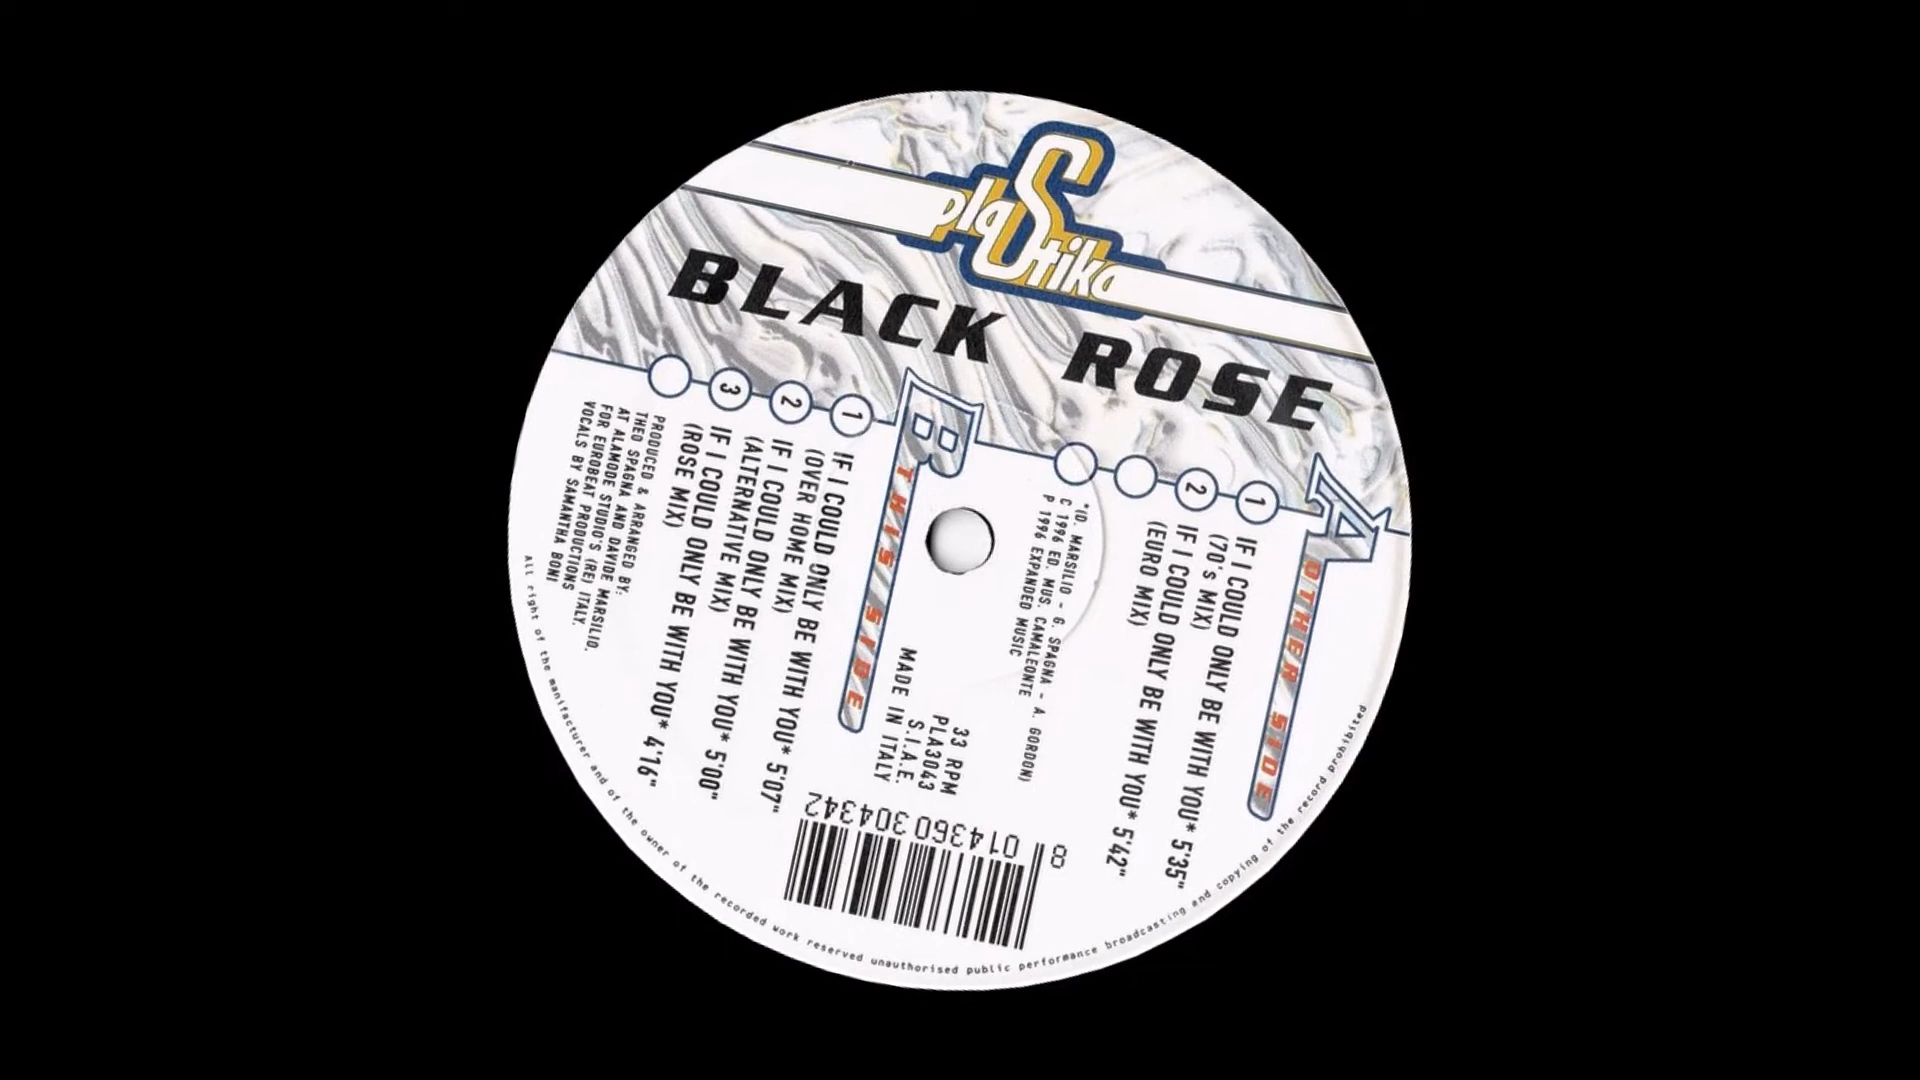 plaStika
BLACK ROSE
A OTHER SIDE
1
IF I COULD ONLY BE WITH YOU* 5'35"
(70's MIX)
2
IF I COULD ONLY BE WITH YOU* 5'42"
(EURO MIX)
*(D. MARSILIO - G. SPAGNA - A. GORDON)
C 1996 ED. MUS. CAMALEONTE
P 1996 EXPANDED MUSIC
33 RPM
PLA3043
S.I.A.E.
MADE IN ITALY
B THIS SIDE
1
IF I COULD ONLY BE WITH YOU* 5'07"
(OVER HOME MIX)
2
IF I COULD ONLY BE WITH YOU* 5'00"
(ALTERNATIVE MIX)
3
IF I COULD ONLY BE WITH YOU* 4'16"
(ROSE MIX)
PRODUCED & ARRANGED BY:
THEO SPAGNA AND DAVIDE MARSILIO.
AT ALAMODE STUDIO'S (RE) ITALY.
FOR EUROBEAT PRODUCTIONS
VOCALS BY SAMANTHA BONI
8 014360 304342
All right of the manifacturer and of the owner of the recorded work reserved unauthorised public performance broadcasting and copying of the record prohibited